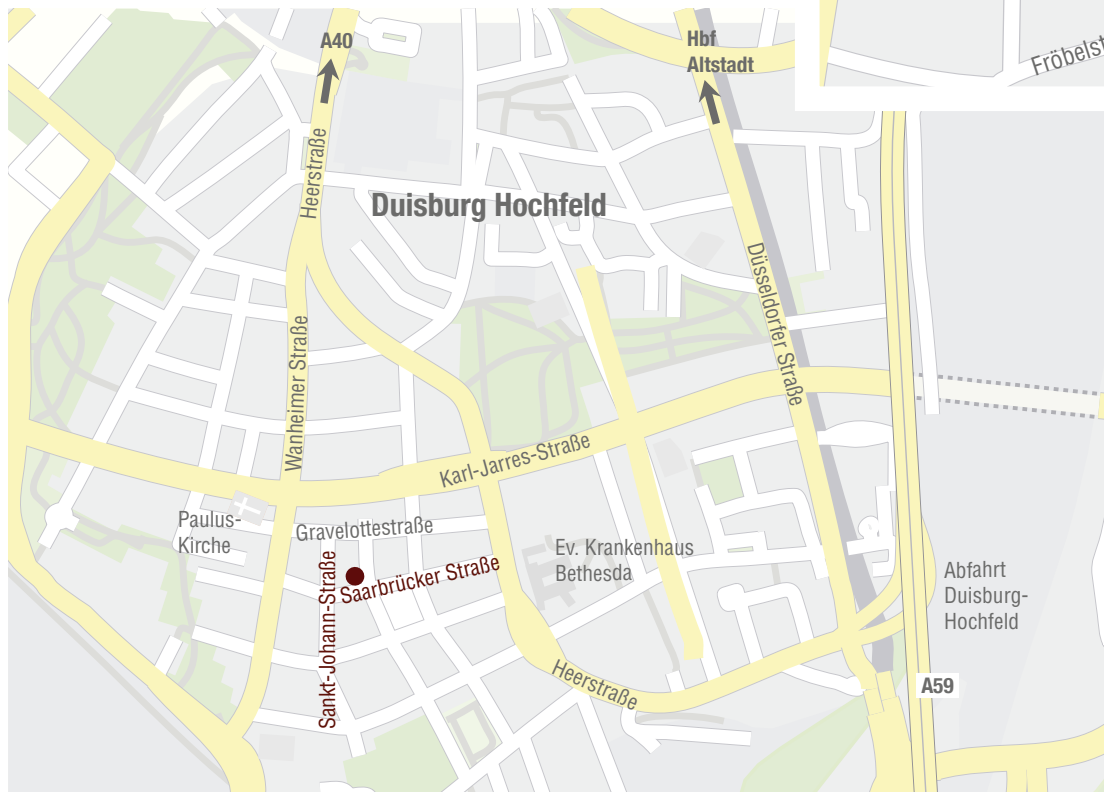 A40
Hbf
Altstadt
Fröbelst
Heerstraße
Duisburg Hochfeld
Düsseldorfer Straße
Wanheimer Straße
Karl-Jarres-Straße
Paulus-
Kirche
Gravelottestraße
Ev. Krankenhaus
Bethesda
Saarbrücker Straße
Sankt-Johann-Straße
Abfahrt
Duisburg-
Hochfeld
Heerstraße
A59